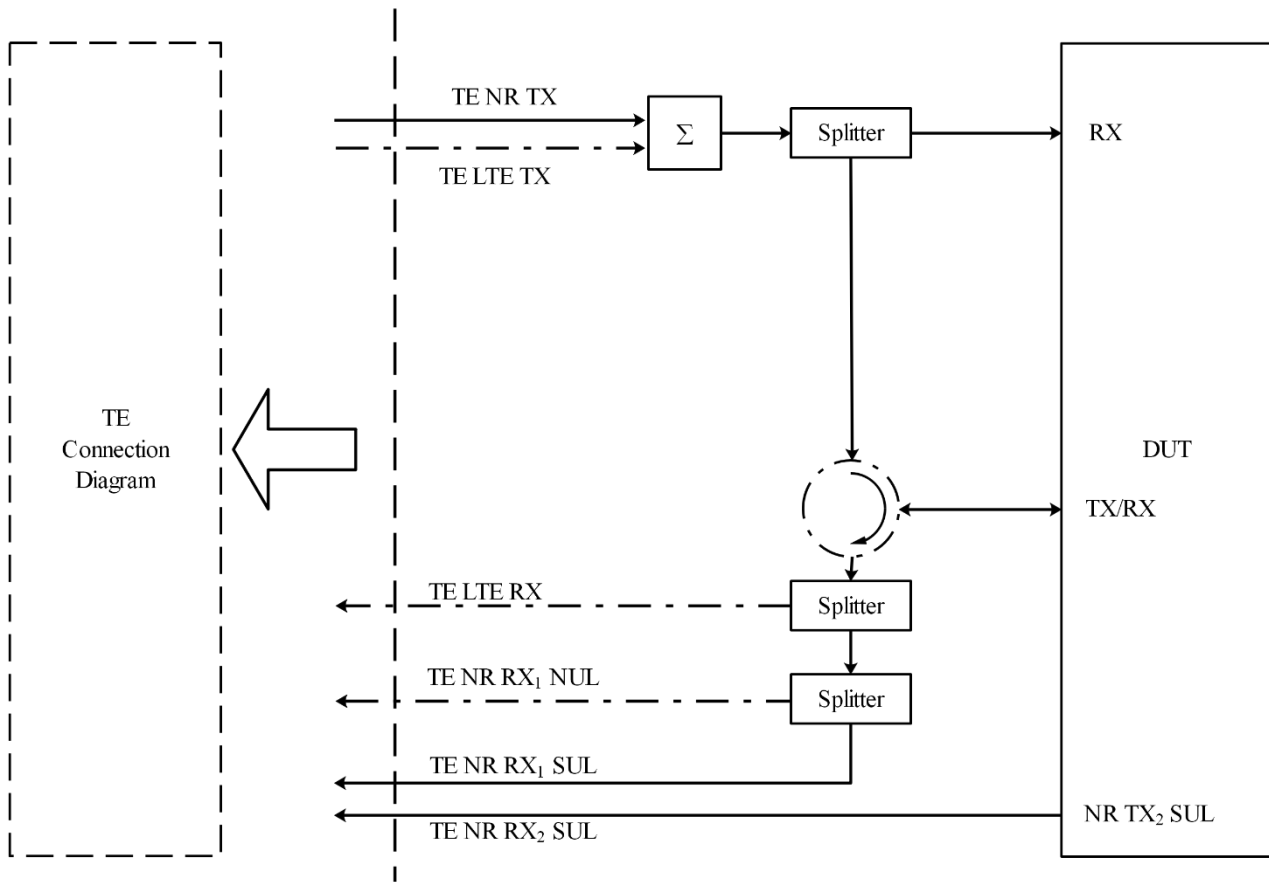 TE NR TX
Σ
Splitter
RX
TE LTE TX
TE
Connection
Diagram
DUT
TX/RX
TE LTE RX
Splitter
TE NR RX₁ NUL
Splitter
TE NR RX₁ SUL
NR TX₂ SUL
TE NR RX₂ SUL